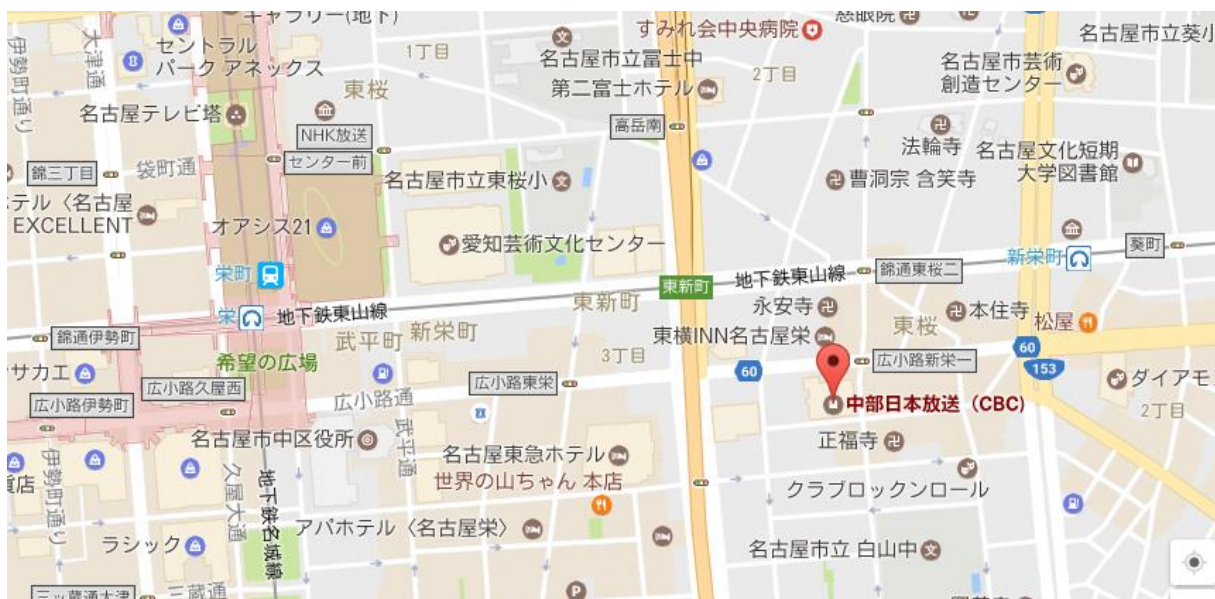 ギャラリー(地下)
すみれ会中央病院
慈眼院
名古屋市立葵小
伊勢町通り
大津通
セントラル
パーク アネックス
1丁目
名古屋市立冨士中
2丁目
名古屋市芸術
創造センター
東桜
第二富士ホテル
名古屋テレビ塔
NHK放送
センター前
高岳南
法輪寺
名古屋文化短期
大学図書館
錦三丁目
袋町通
名古屋市立東桜小
曹洞宗 含笑寺
テル〈名古屋
EXCELLENT
オアシス21
愛知芸術文化センター
新栄町
葵町
栄町
東新町
地下鉄東山線
錦通東桜二
栄
地下鉄東山線
東新町
永安寺
本住寺
錦通伊勢町
武平町
新栄町
東横INN名古屋栄
東桜
松屋
希望の広場
3丁目
広小路新栄一
60
サカエ
広小路久屋西
広小路東栄
60
153
ダイアモ
広小路伊勢町
広小路通
中部日本放送（CBC)
2丁目
名古屋市中区役所
武平通
名古屋東急ホテル
正福寺
伊勢町通り
久屋大通
地下鉄名城線
世界の山ちゃん 本店
クラブロックンロール
貨店
アパホテル〈名古屋栄〉
ラシック
名古屋市立 白山中
三ッ蔵通大津
三蔵通
P